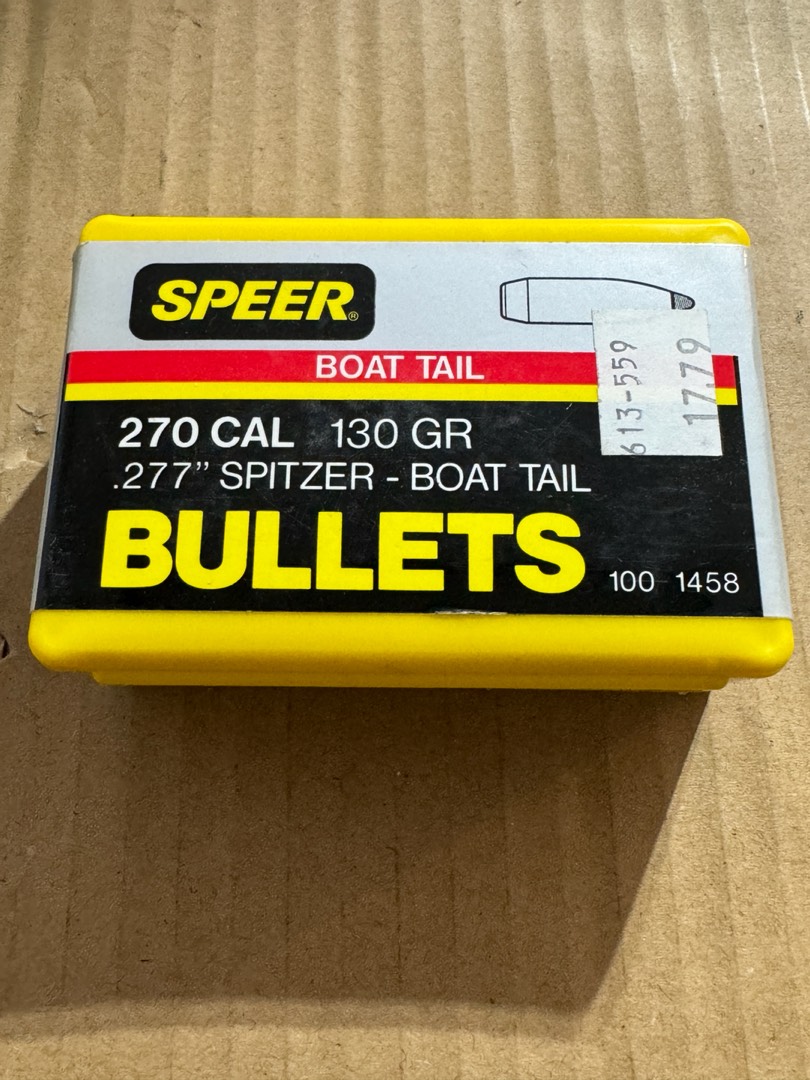 SPEER®
BOAT TAIL
613-559
17.79
270 CAL 130 GR
.277” SPITZER - BOAT TAIL
BULLETS 100 1458